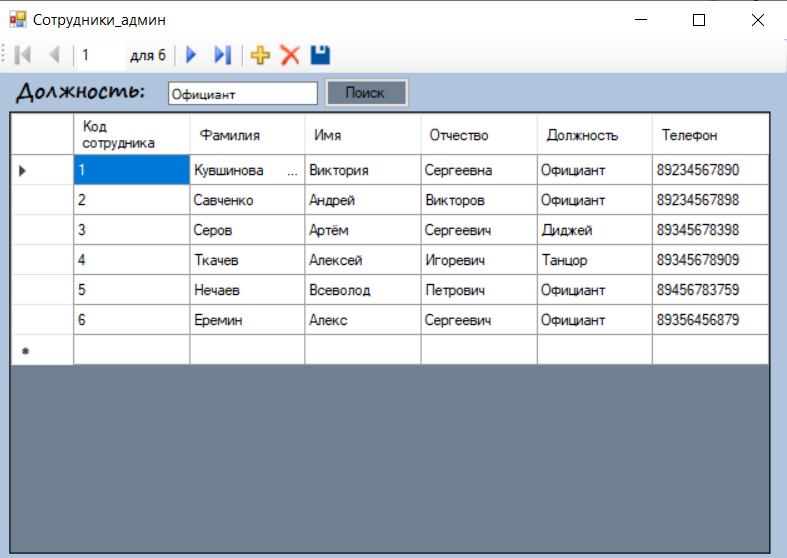 Сотрудники_админ
1 для 6
Должность: Официант Поиск
Код сотрудника Фамилия Имя Отчество Должность Телефон
1 Кувшинова ... Виктория Сергеевна Официант 89234567890
2 Савченко Андрей Викторов Официант 89234567898
3 Серов Артём Сергеевич Диджей 89345678398
4 Ткачев Алексей Игоревич Танцор 89345678909
5 Нечаев Всеволод Петрович Официант 89456783759
6 Еремин Алекс Сергеевич Официант 89356456879